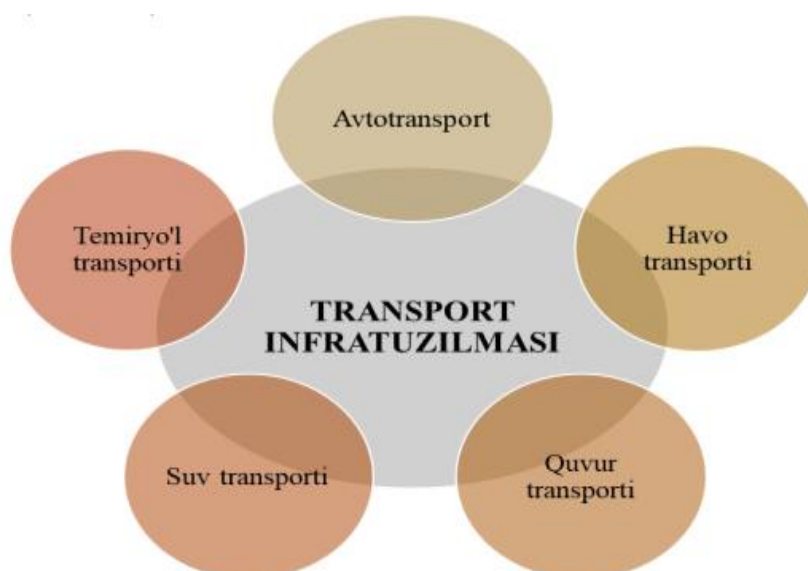 Avtotransport
Temiryo'l
transporti
Havo
transporti
TRANSPORT
INFRATUZILMASI
Suv transporti
Quvur
transporti